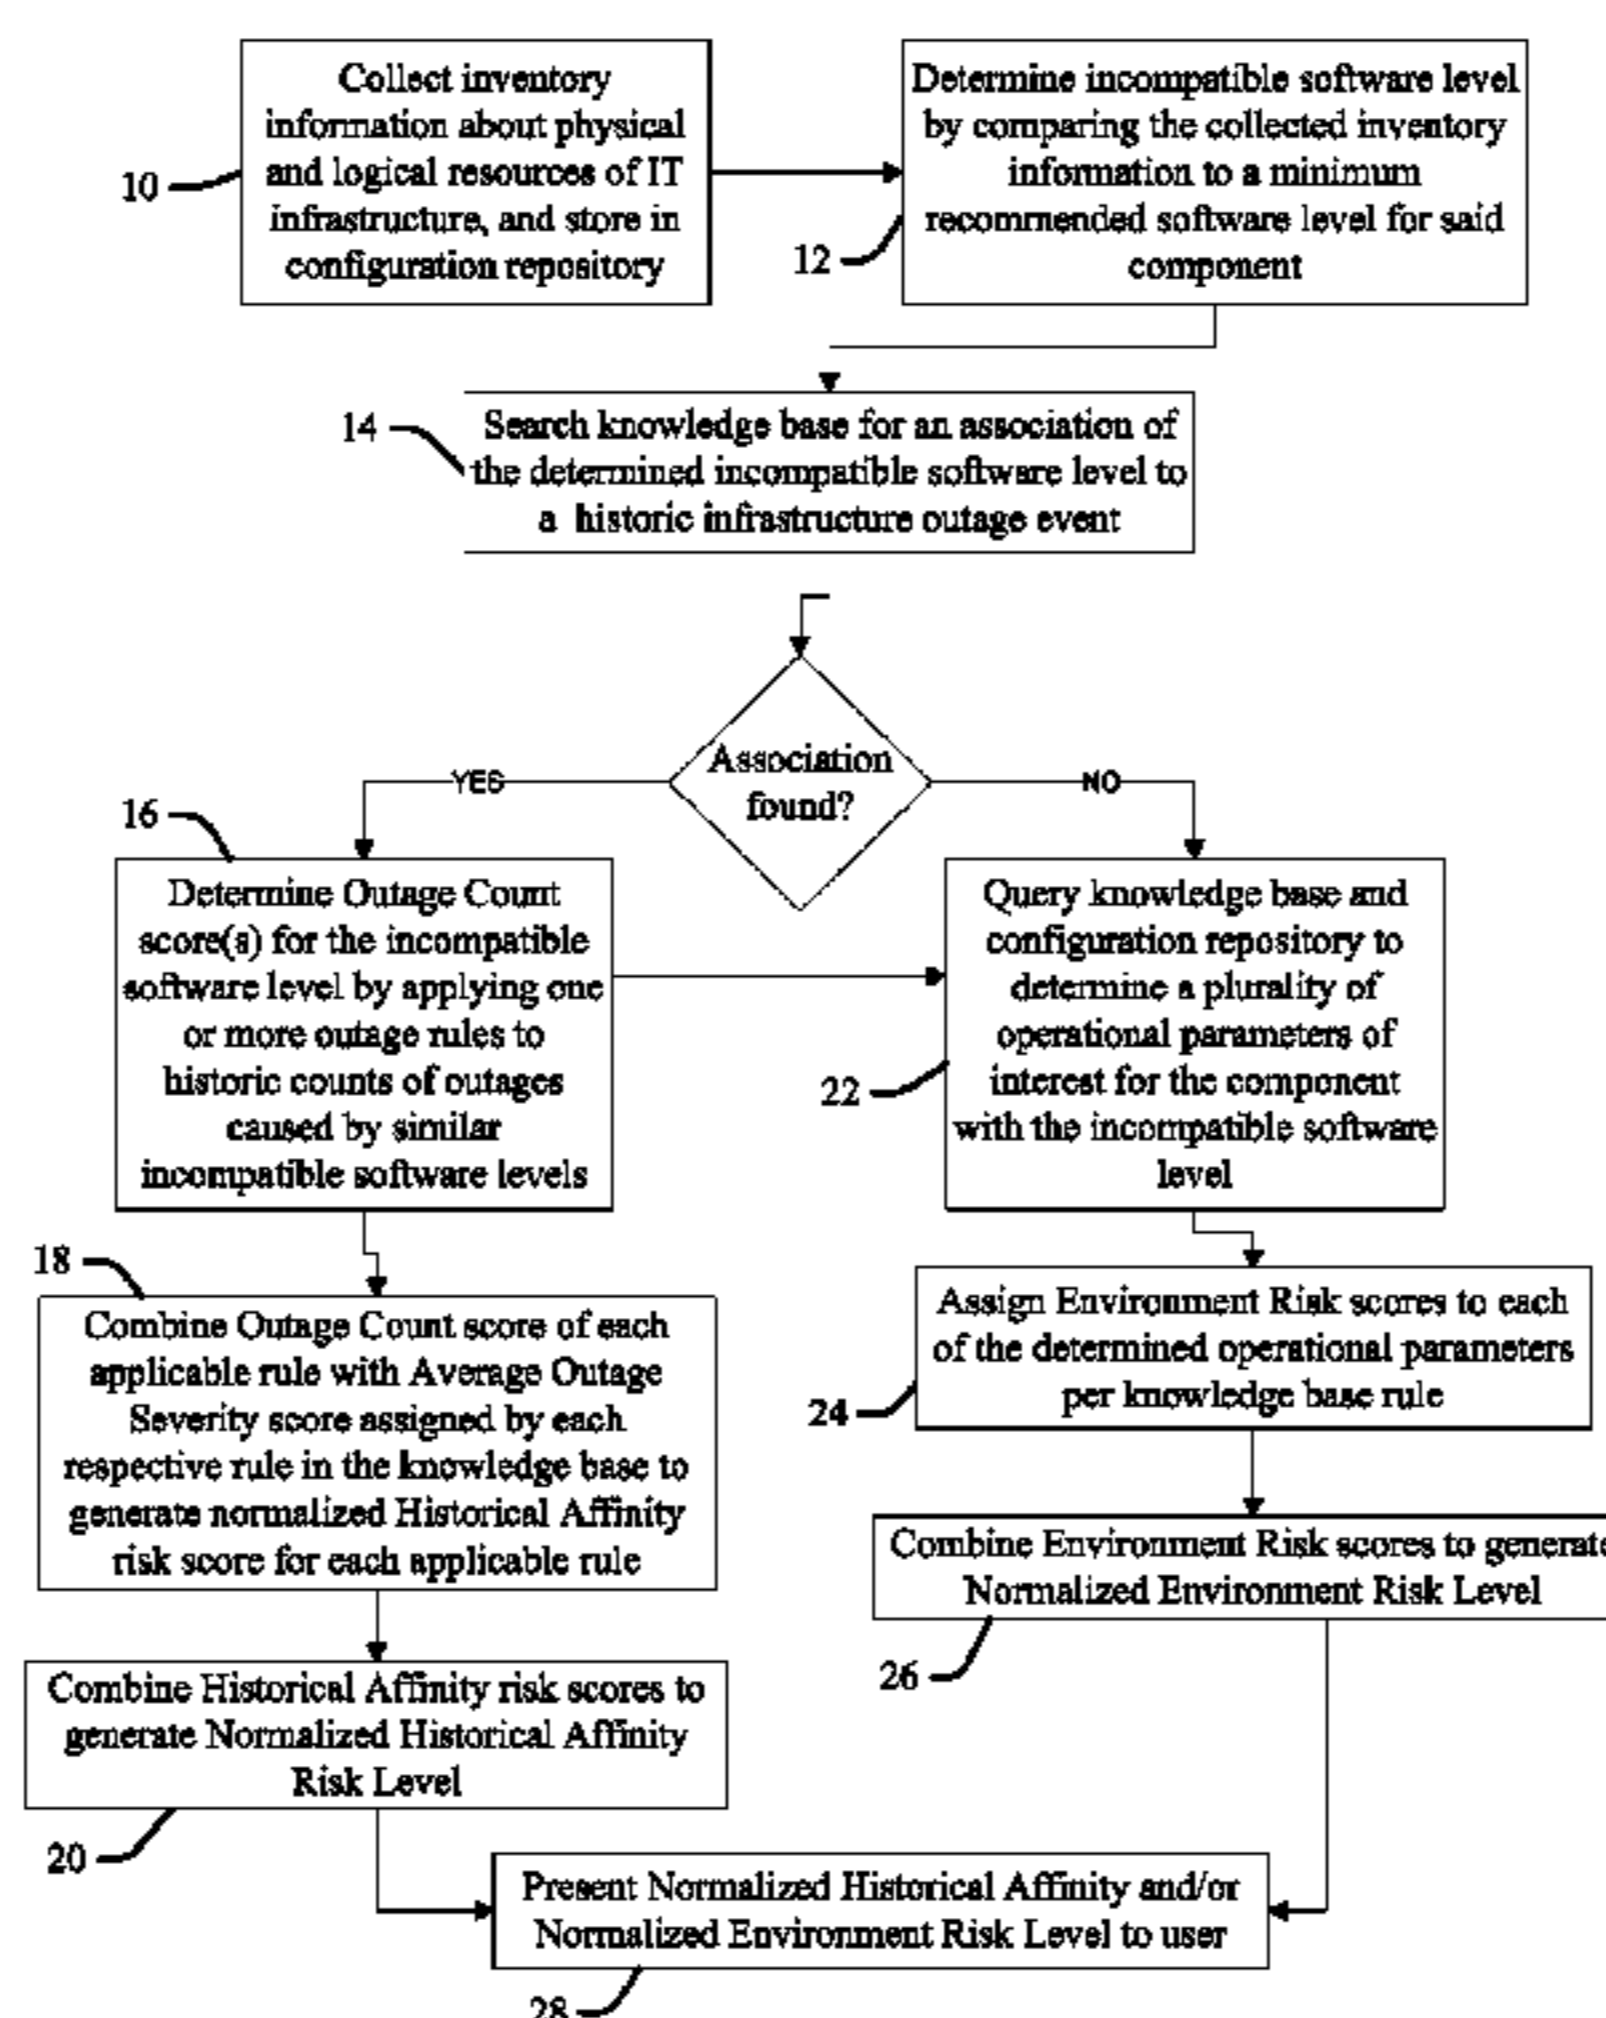 Collect inventory
information about physical
and logical resources of IT
infrastructure, and store in
configuration repository
10
Determine incompatible software level
by comparing the collected inventory
information to a minimum
recommended software level for said
component
12
14
Search knowledge base for an association of
the determined incompatible software level to
a historic infrastructure outage event
Association
found?
YES
NO
16
Determine Outage Count
score(s) for the incompatible
software level by applying one
or more outage rules to
historic counts of outages
caused by similar
incompatible software levels
Query knowledge base and
configuration repository to
determine a plurality of
operational parameters of
interest for the component
with the incompatible software
level
22
18
Combine Outage Count score of each
applicable rule with Average Outage
Severity score assigned by each
respective rule in the knowledge base to
generate normalized Historical Affinity
risk score for each applicable rule
Assign Environment Risk scores to each
of the determined operational parameters
per knowledge base rule
24
Combine Environment Risk scores to generate
Normalized Environment Risk Level
26
Combine Historical Affinity risk scores to
generate Normalized Historical Affinity
Risk Level
20
Present Normalized Historical Affinity and/or
Normalized Environment Risk Level to user
28